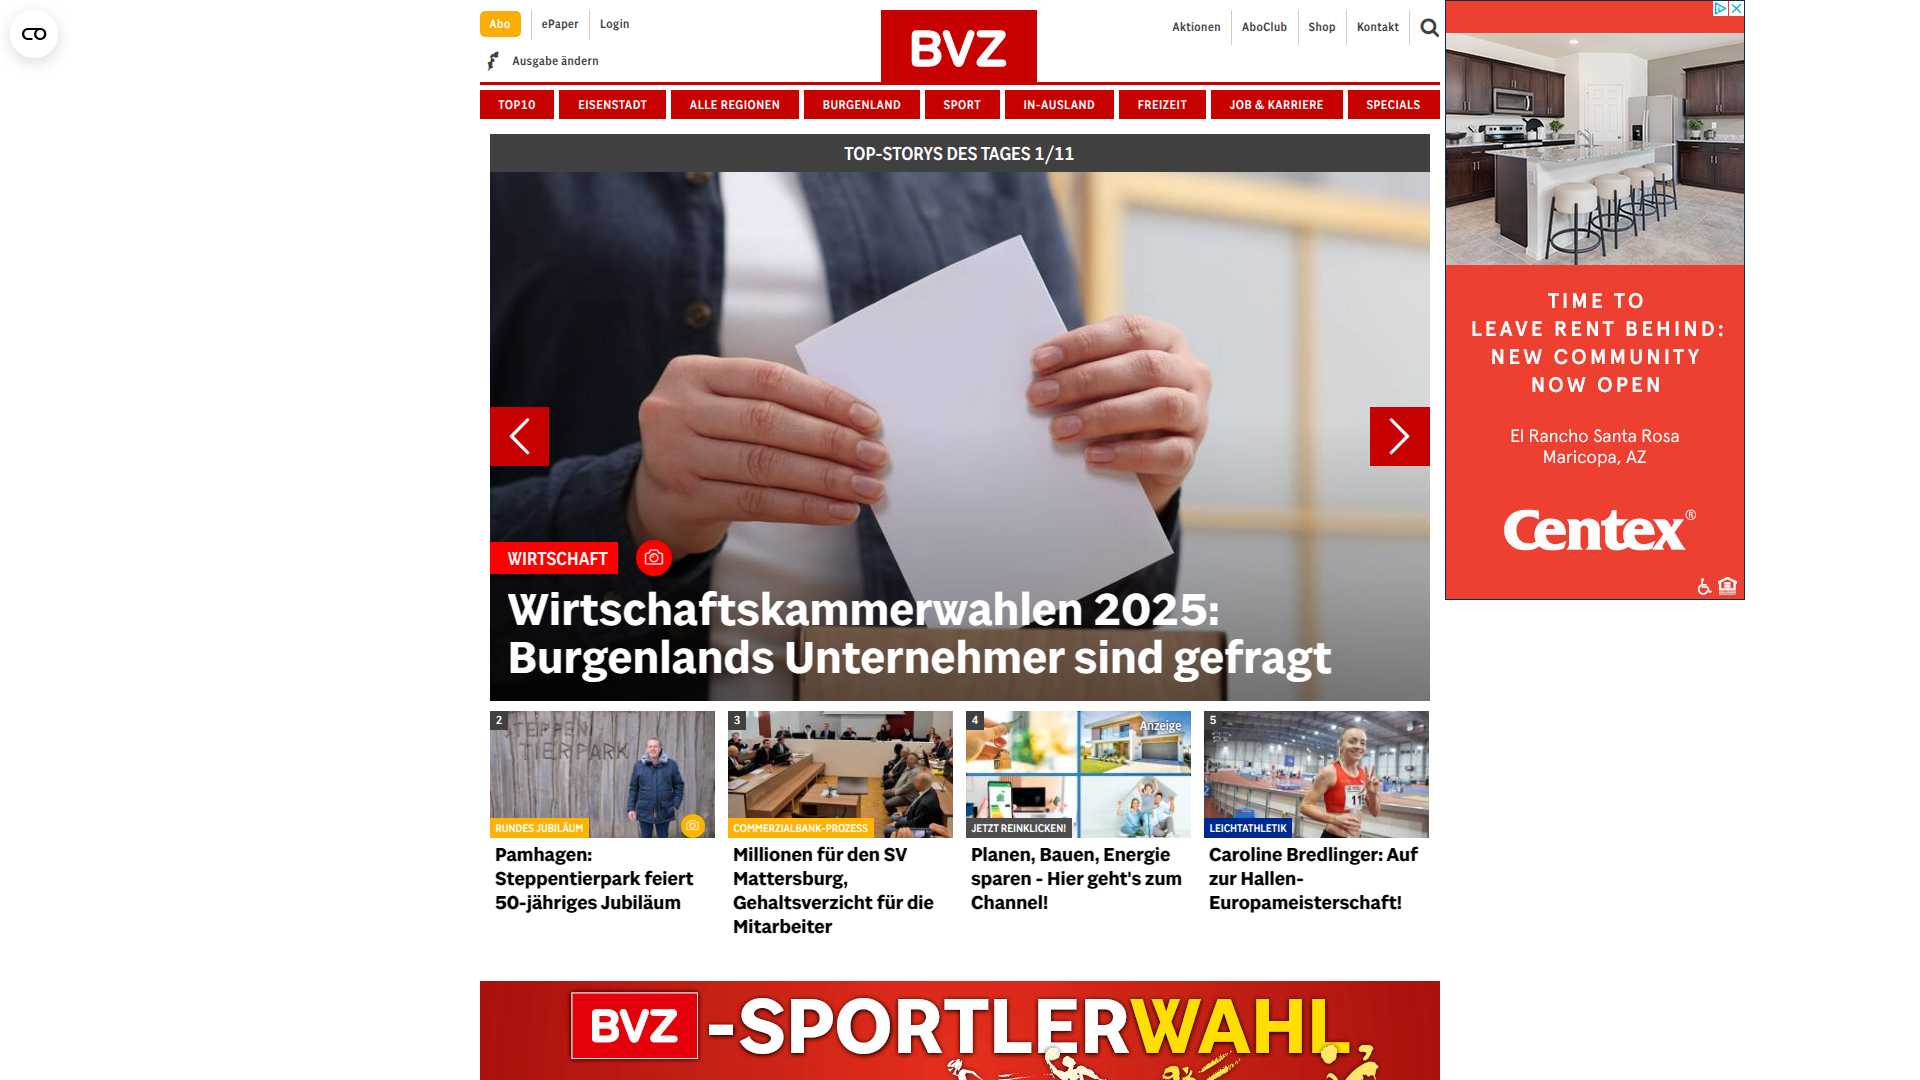 Abo
ePaper
Login
Ausgabe ändern
BVZ
Aktionen
AboClub
Shop
Kontakt
TOP10
EISENSTADT
ALLE REGIONEN
BURGENLAND
SPORT
IN-AUSLAND
FREIZEIT
JOB & KARRIERE
SPECIALS
TOP-STORYS DES TAGES 1/11
WIRTSCHAFT
Wirtschaftskammerwahlen 2025:
Burgenlands Unternehmer sind gefragt
2
STEPPEN
TIERPARK
RUNDES JUBILÄUM
Pamhagen:
Steppentierpark feiert
50-jähriges Jubiläum
3
COMMERZIALBANK-PROZESS
Millionen für den SV
Mattersburg,
Gehaltsverzicht für die
Mitarbeiter
4
Anzeige
JETZT REINKLICKEN!
Planen, Bauen, Energie
sparen - Hier geht's zum
Channel!
5
11
LEICHTATHLETIK
Caroline Bredlinger: Auf
zur Hallen-
Europameisterschaft!
BVZ -SPORTLERWAHL
TIME TO
LEAVE RENT BEHIND:
NEW COMMUNITY
NOW OPEN
El Rancho Santa Rosa
Maricopa, AZ
Centex®